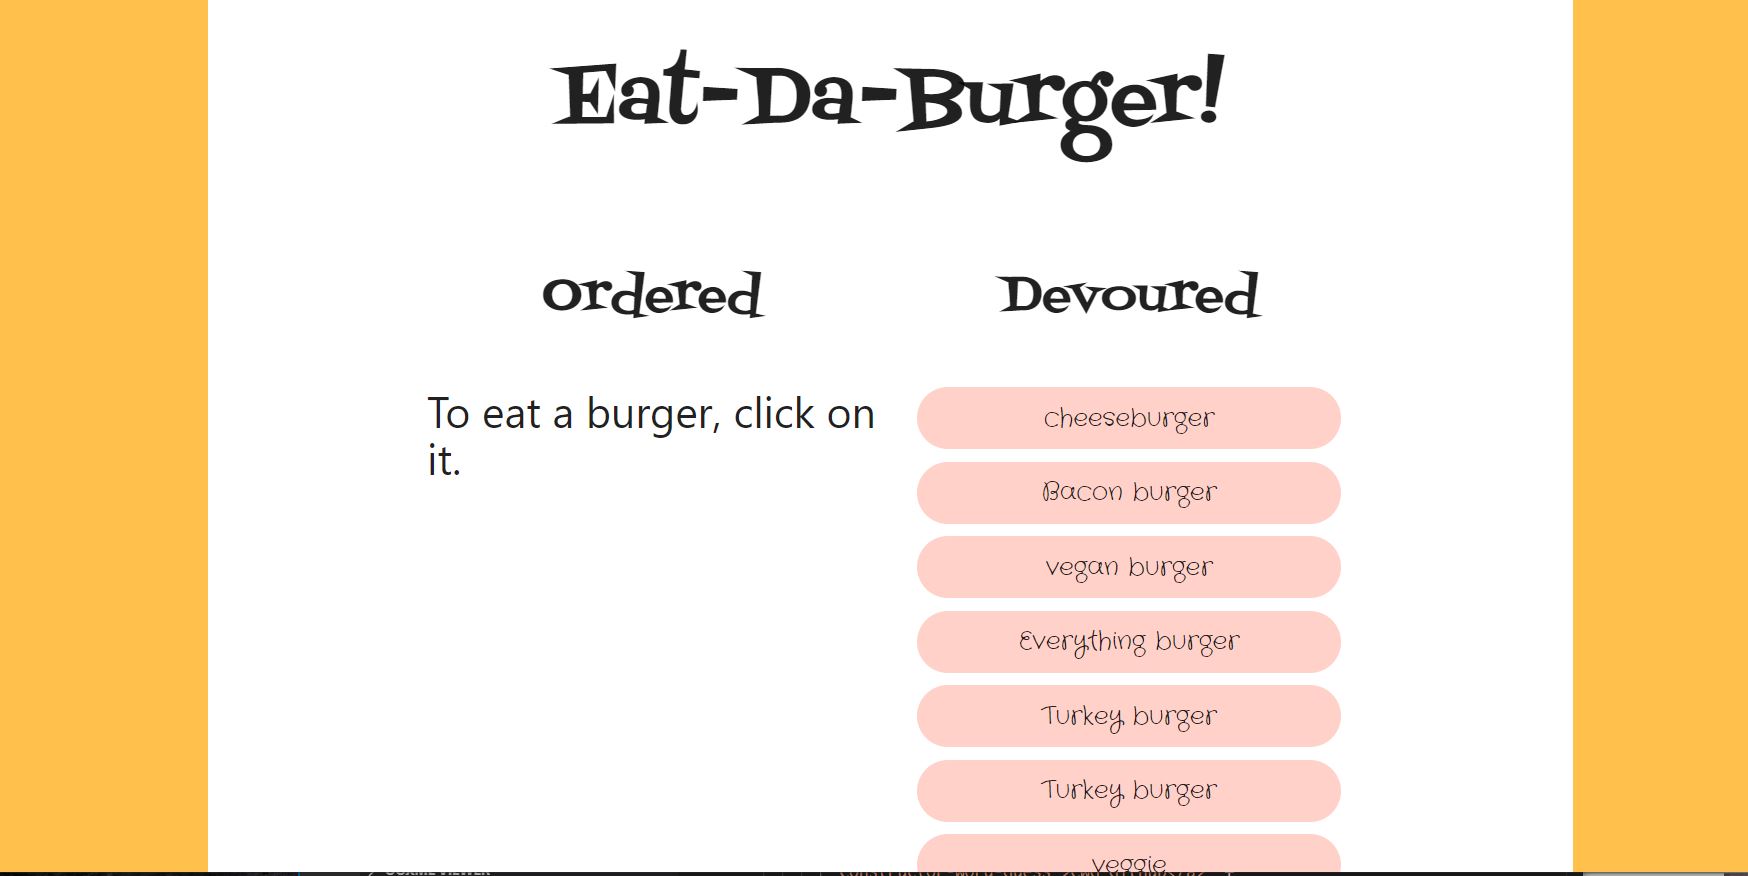 Eat-Da-Burger!
Ordered
Devoured
To eat a burger, click on
it.
cheeseburger
Bacon burger
vegan burger
Everything burger
Turkey burger
Turkey burger
veggie